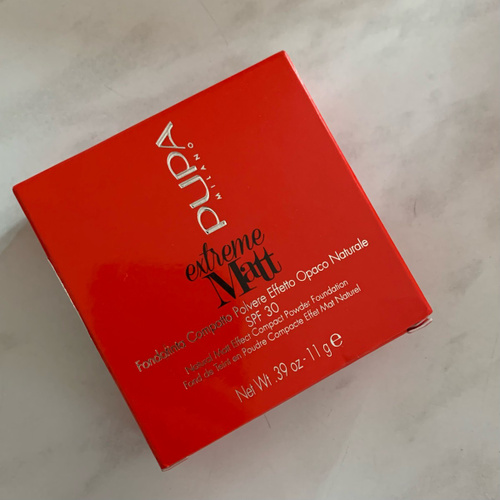 PUPA
MILANO
extreme
Matt
Fondotinta Compatto Polvere Effetto Opaco Naturale
SPF 30
Natural Matt Effect Compact Powder Foundation
Fond de Teint en Poudre Compacte Effet Mat Naturel
Net Wt. .39 oz - 11 g ℮